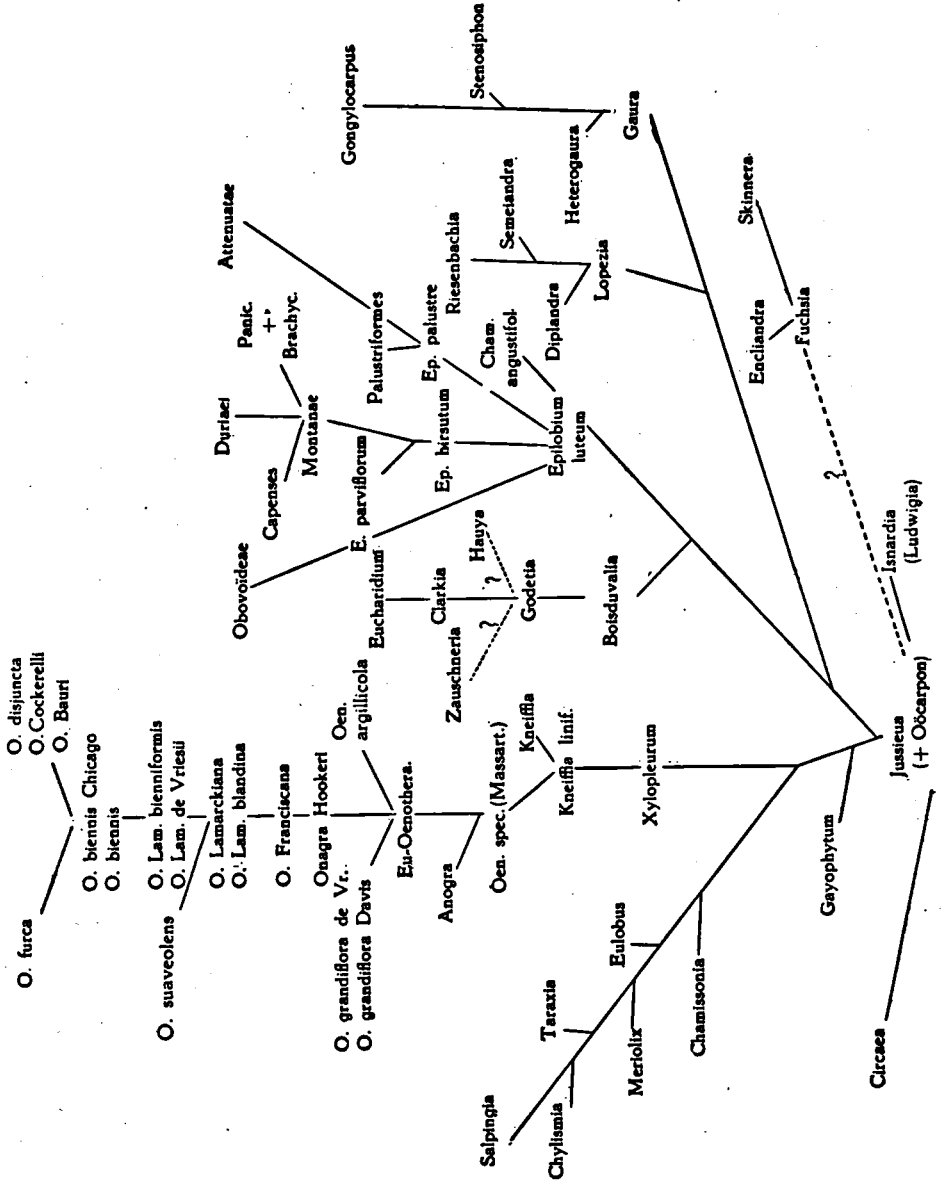 O. disjuncta
O. Cockerelli
O. Bauri
O. furca
O. biennis Chicago
O. biennis
O. suaveolens
O. Lam. bienniformis
O. Lam. de Vriesii
O. Lamarckiana
O. Lam. blandina
O. Franciscana
Onagra Hookeri
O. grandiflora de Vr..
O. grandiflora Davis
Oen.
argillicola
Eu-Oenothera.
Anogra
Oen. spec. (Massart.)
Kneiffia
Kneiffia linif.
Xylopleurum
Salpingia
Taraxia
Chylismia
Eulobus
Meriolix
Chamissonia
Gayophytum
Circaea
Jussieua
(+ Oöcarpon)
Isnardia
(Ludwigia)
Obovoïdeae
Duriaei
Capenses
Panic.
+
Brachyc.
Montanae
E. parviflorum
Ep. hirsutum
Attenuatae
Palustriformes
Ep. palustre
Cham.
angustifol.
Epilobium
luteum
Eucharidium
Clarkia
Zauschneria
?
?
Hauya
Godetia
Boisduvalia
Riesenbachia
Semeiandra
Diplandra
Lopezia
Gongylocarpus
Stenosiphon
Heterogaura
Gaura
Skinnera
Encliandra
Fuchsia
?